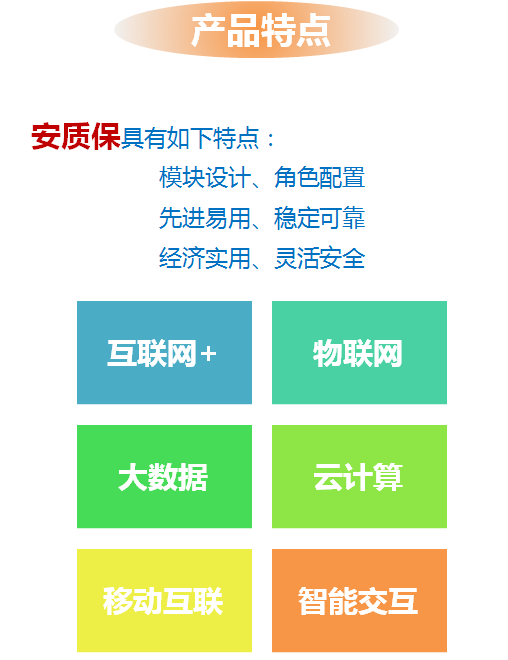 产品特点
安质保具有如下特点：
模块设计、角色配置
先进易用、稳定可靠
经济实用、灵活安全
互联网+
物联网
大数据
云计算
移动互联
智能交互